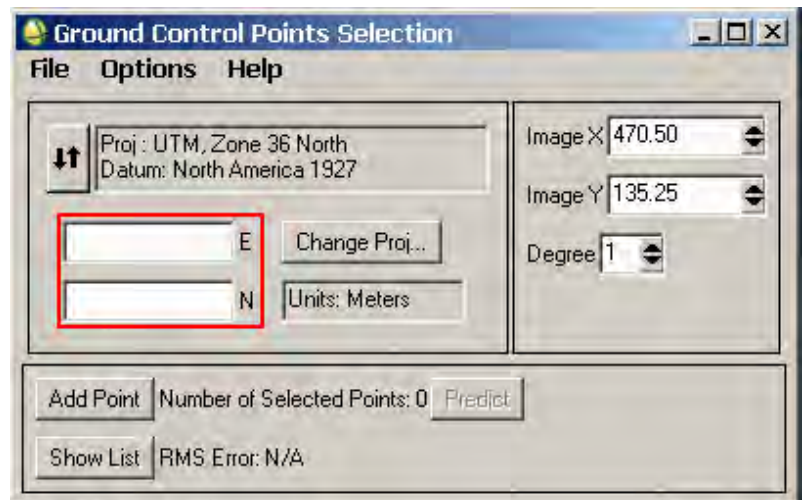 Ground Control Points Selection
File Options Help
Proj : UTM, Zone 36 North
Datum: North America 1927
E
Change Proj...
N
Units: Meters
Image X 470.50
Image Y 135.25
Degree 1
Add Point Number of Selected Points: 0 Predict
Show List RMS Error: N/A